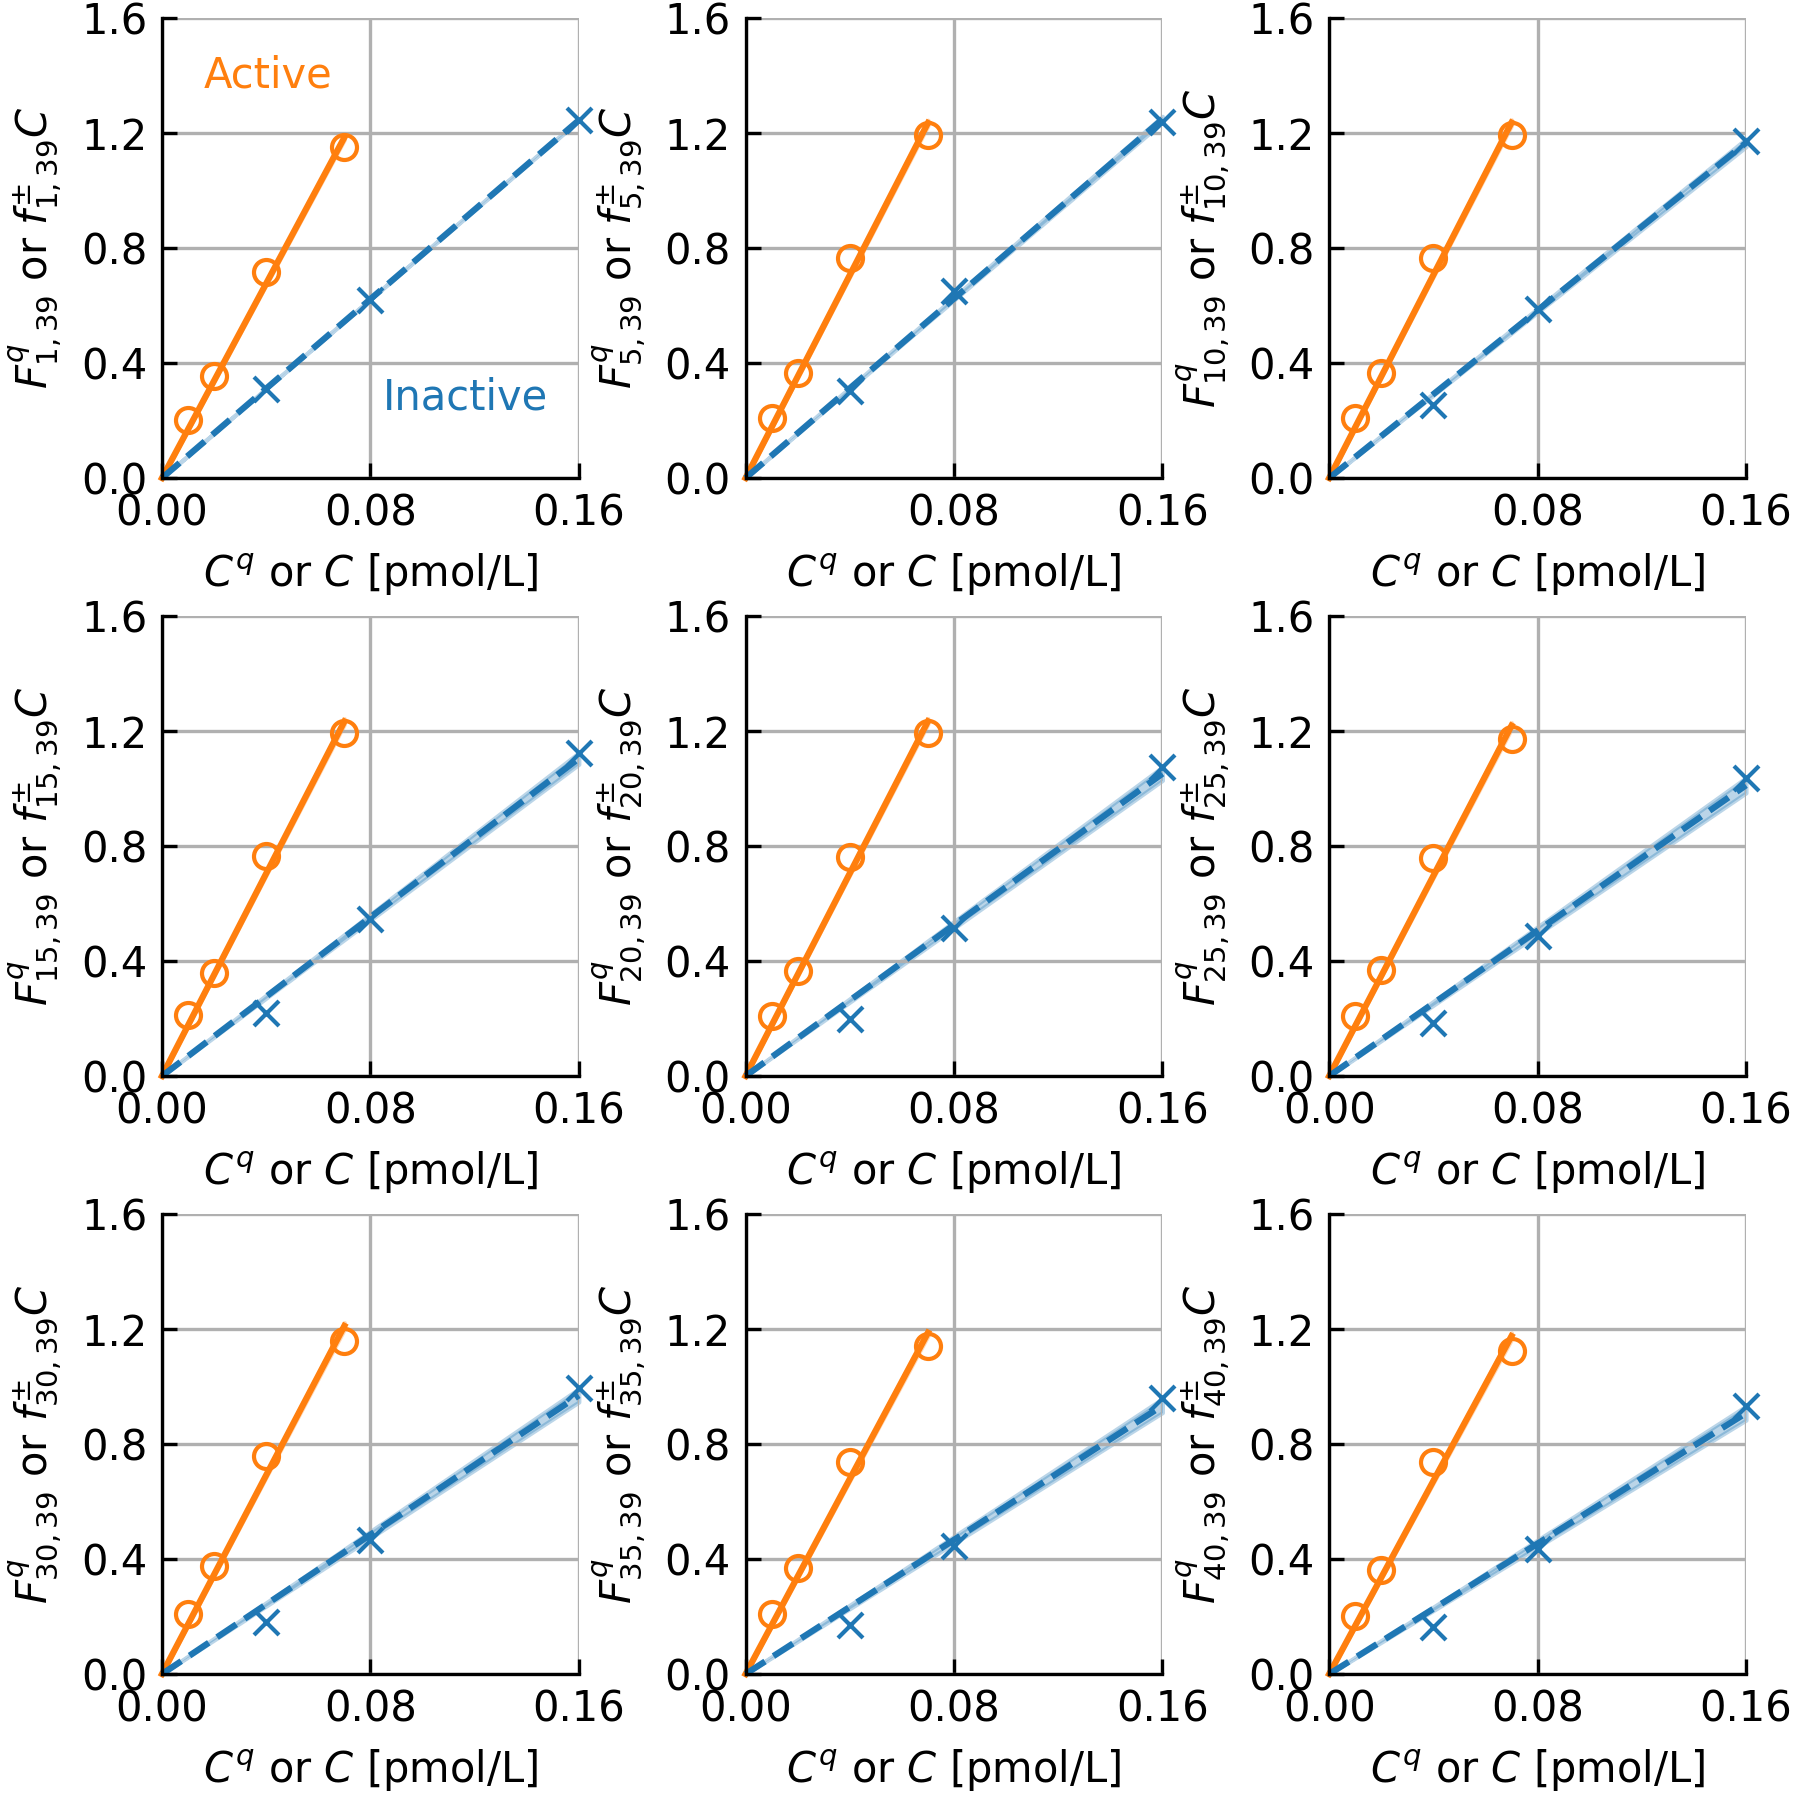 1.6 1.6 1.6
Active
1.2 1.2 1.2
0.8 0.8 0.8
0.4 0.4 0.4
Inactive
0.0 0.0 0.0
0.00 0.08 0.16 0.08 0.16 0.08 0.16
C^q or C [pmol/L] C^q or C [pmol/L] C^q or C [pmol/L]
F^q_{1,39} or f^±_{1,39}C
F^q_{5,39} or f^±_{5,39}C
F^q_{10,39} or f^±_{10,39}C
1.6 1.6 1.6
1.2 1.2 1.2
0.8 0.8 0.8
0.4 0.4 0.4
0.0 0.0 0.0
0.00 0.08 0.16 0.00 0.08 0.16 0.00 0.08 0.16
C^q or C [pmol/L] C^q or C [pmol/L] C^q or C [pmol/L]
F^q_{15,39} or f^±_{15,39}C
F^q_{20,39} or f^±_{20,39}C
F^q_{25,39} or f^±_{25,39}C
1.6 1.6 1.6
1.2 1.2 1.2
0.8 0.8 0.8
0.4 0.4 0.4
0.0 0.0 0.0
0.00 0.08 0.16 0.00 0.08 0.16 0.00 0.08 0.16
C^q or C [pmol/L] C^q or C [pmol/L] C^q or C [pmol/L]
F^q_{30,39} or f^±_{30,39}C
F^q_{35,39} or f^±_{35,39}C
F^q_{40,39} or f^±_{40,39}C